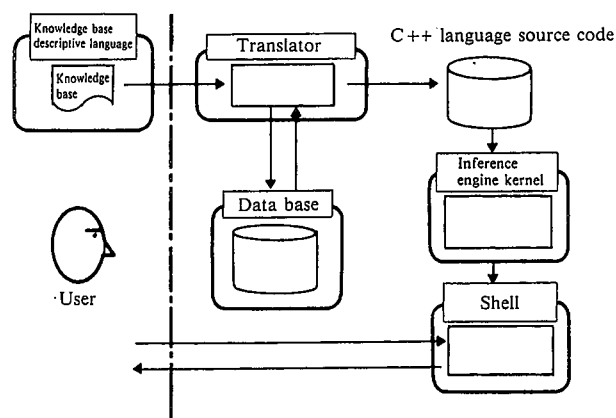 Knowledge base
descriptive language
Knowledge
base
Translator
C++ language source code
Data base
Inference
engine kernel
Shell
User